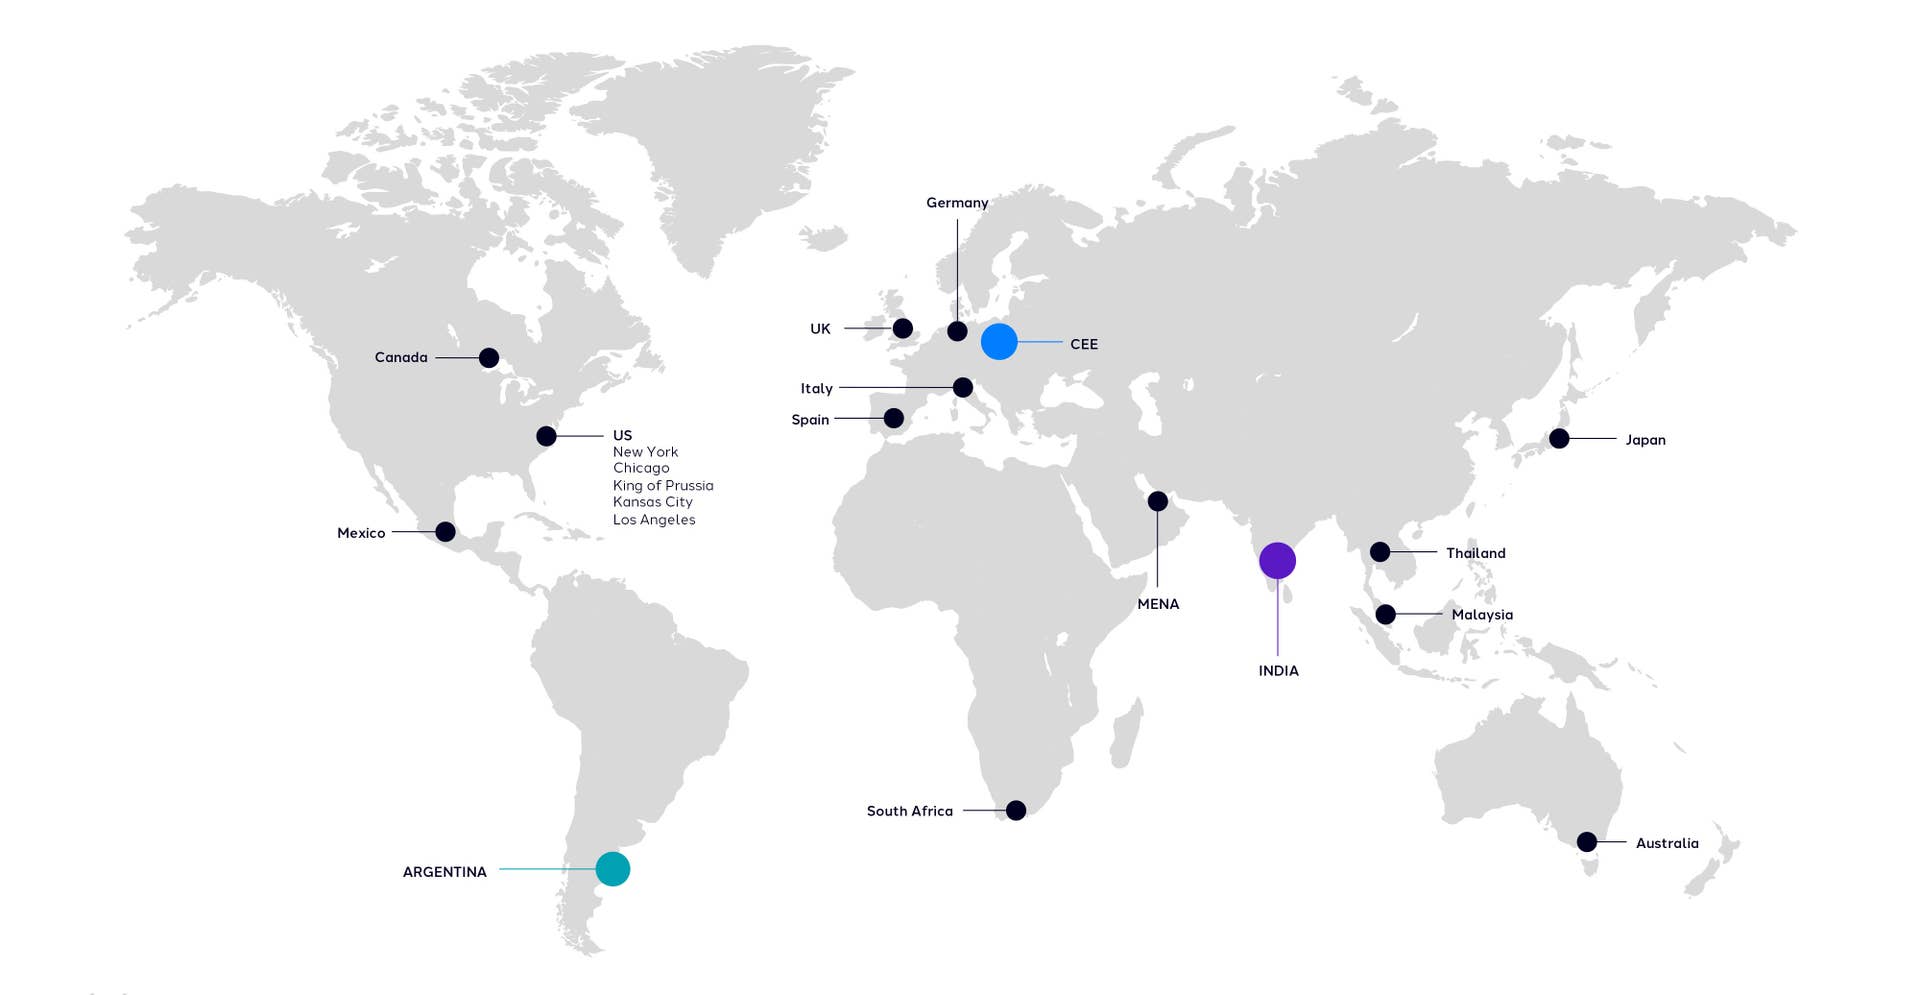 Germany
UK
CEE
Canada
Italy
Spain
US
New York
Chicago
King of Prussia
Kansas City
Los Angeles
Japan
Mexico
Thailand
MENA
Malaysia
INDIA
South Africa
Australia
ARGENTINA